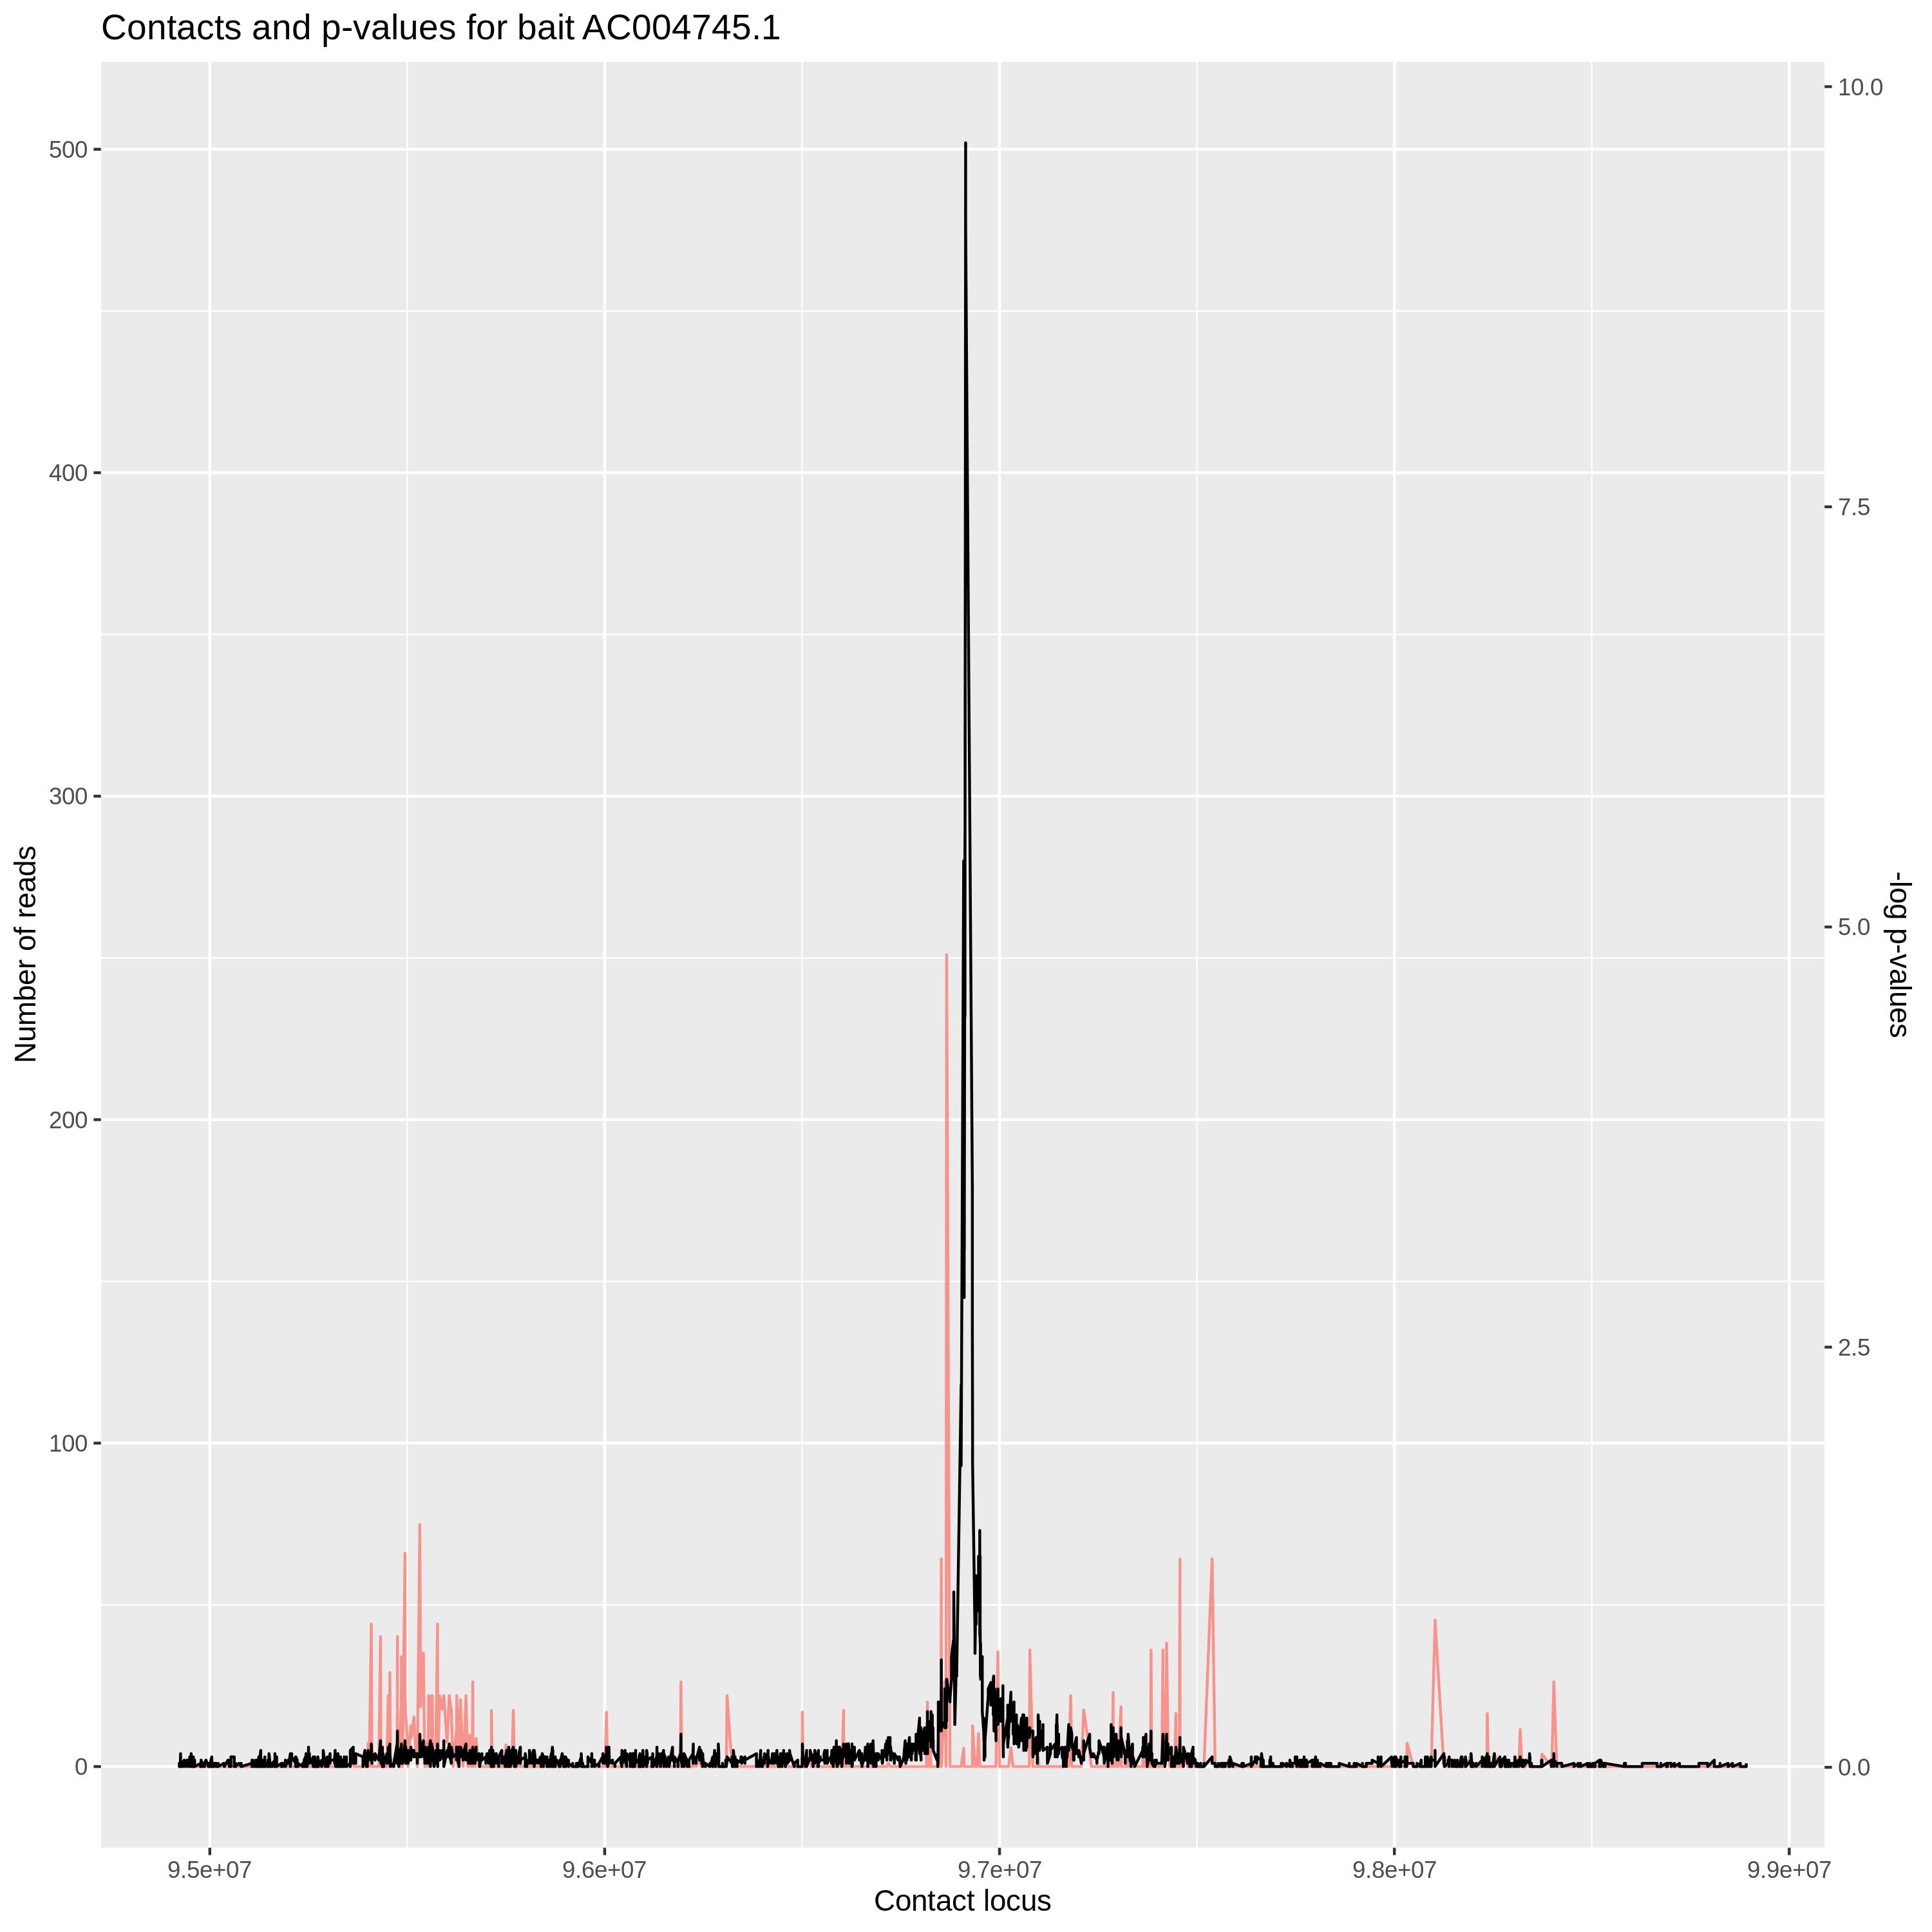 Contacts and p-values for bait AC004745.1
Number of reads
500
400
300
200
100
0
10.0
7.5
5.0
2.5
0.0
-log p-values
9.5e+07
9.6e+07
9.7e+07
9.8e+07
9.9e+07
Contact locus